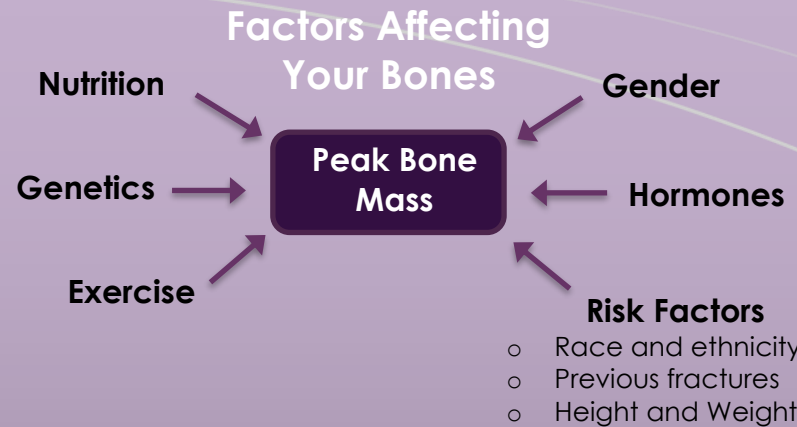 Factors Affecting
Your Bones
Nutrition
Gender
Peak Bone
Mass
Genetics
Hormones
Exercise
Risk Factors
o Race and ethnicity
o Previous fractures
o Height and Weight